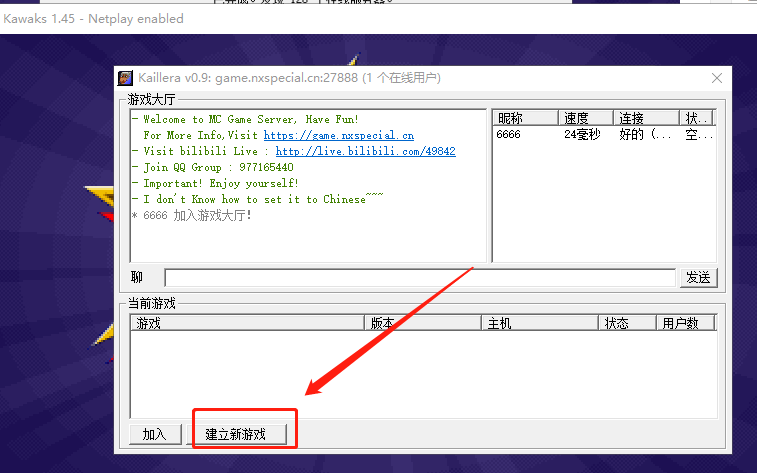 Kawaks 1.45 - Netplay enabled
Kaillera v0.9: game.nxspecial.cn:27888 (1 个在线用户)
游戏大厅
- Welcome to MC Game Server, Have Fun!
For More Info,Visit https://game.nxspecial.cn
- Visit bilibili Live : http://live.bilibili.com/49842
- Join QQ Group : 977165440
- Important! Enjoy yourself!
- I don't Know how to set it to Chinese~~~
* 6666 加入游戏大厅!
昵称 速度 连接 状...
6666 24毫秒 好的 (... 空...
聊 发送
当前游戏
游戏 版本 主机 状态 用户数
加入 建立新游戏